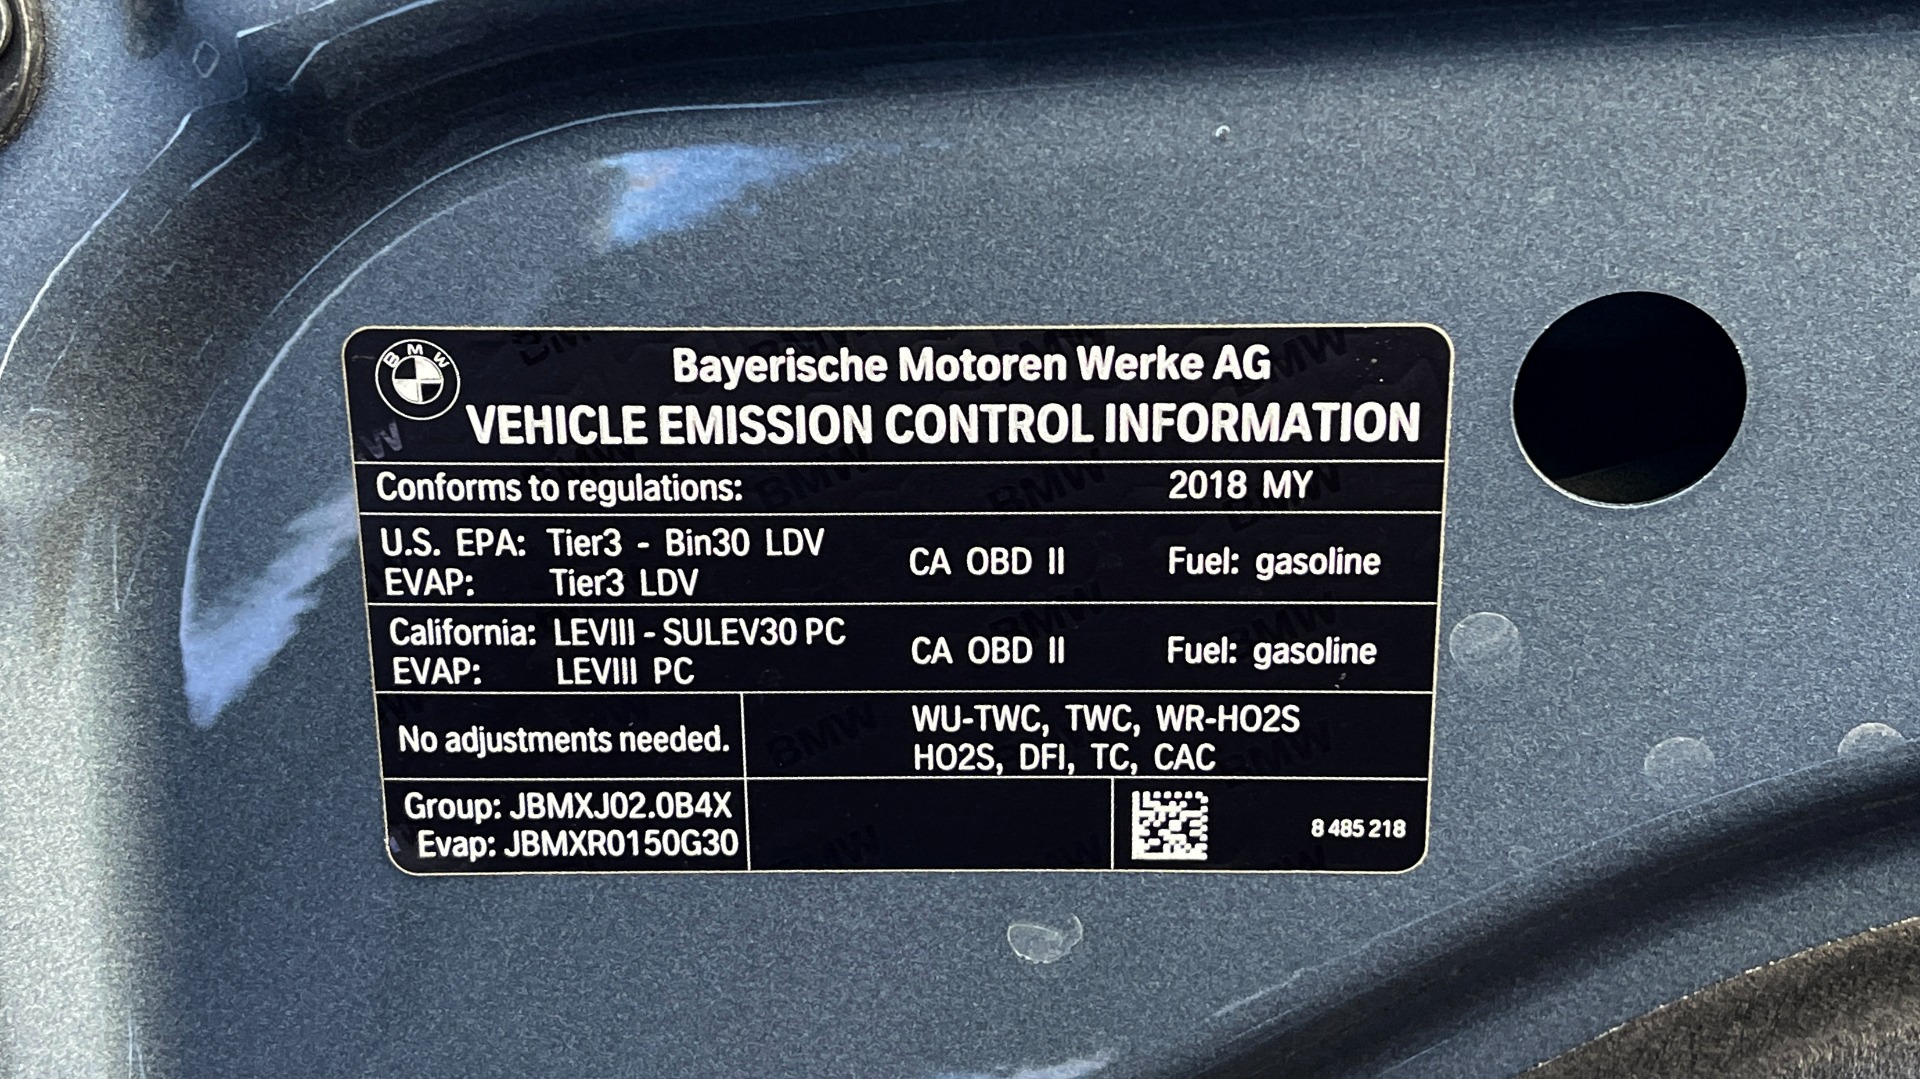 BMW
Bayerische Motoren Werke AG
VEHICLE EMISSION CONTROL INFORMATION
Conforms to regulations: 2018 MY
U.S. EPA: Tier3 - Bin30 LDV CA OBD II Fuel: gasoline
EVAP: Tier3 LDV
California: LEVIII - SULEV30 PC CA OBD II Fuel: gasoline
EVAP: LEVIII PC
No adjustments needed.
WU-TWC, TWC, WR-HO2S
HO2S, DFI, TC, CAC
Group: JBMXJ02.0B4X
Evap: JBMXR0150G30
8 485 218